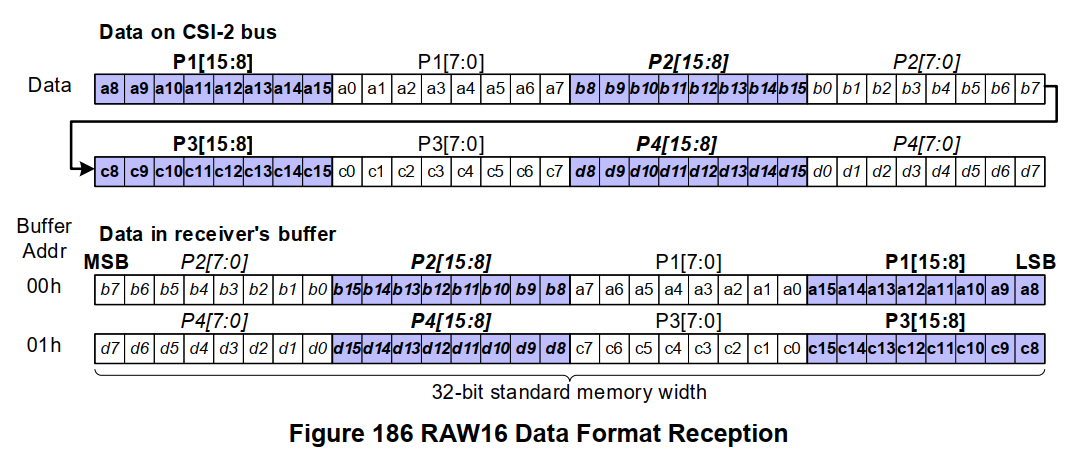 Data on CSI-2 bus
P1[15:8] P1[7:0] P2[15:8] P2[7:0]
Data a8 a9 a10 a11 a12 a13 a14 a15 a0 a1 a2 a3 a4 a5 a6 a7 b8 b9 b10 b11 b12 b13 b14 b15 b0 b1 b2 b3 b4 b5 b6 b7
P3[15:8] P3[7:0] P4[15:8] P4[7:0]
c8 c9 c10 c11 c12 c13 c14 c15 c0 c1 c2 c3 c4 c5 c6 c7 d8 d9 d10 d11 d12 d13 d14 d15 d0 d1 d2 d3 d4 d5 d6 d7
Buffer
Addr
Data in receiver's buffer
MSB P2[7:0] P2[15:8] P1[7:0] P1[15:8] LSB
00h b7 b6 b5 b4 b3 b2 b1 b0 b15 b14 b13 b12 b11 b10 b9 b8 a7 a6 a5 a4 a3 a2 a1 a0 a15 a14 a13 a12 a11 a10 a9 a8
P4[7:0] P4[15:8] P3[7:0] P3[15:8]
01h d7 d6 d5 d4 d3 d2 d1 d0 d15 d14 d13 d12 d11 d10 d9 d8 c7 c6 c5 c4 c3 c2 c1 c0 c15 c14 c13 c12 c11 c10 c9 c8
32-bit standard memory width
Figure 186 RAW16 Data Format Reception